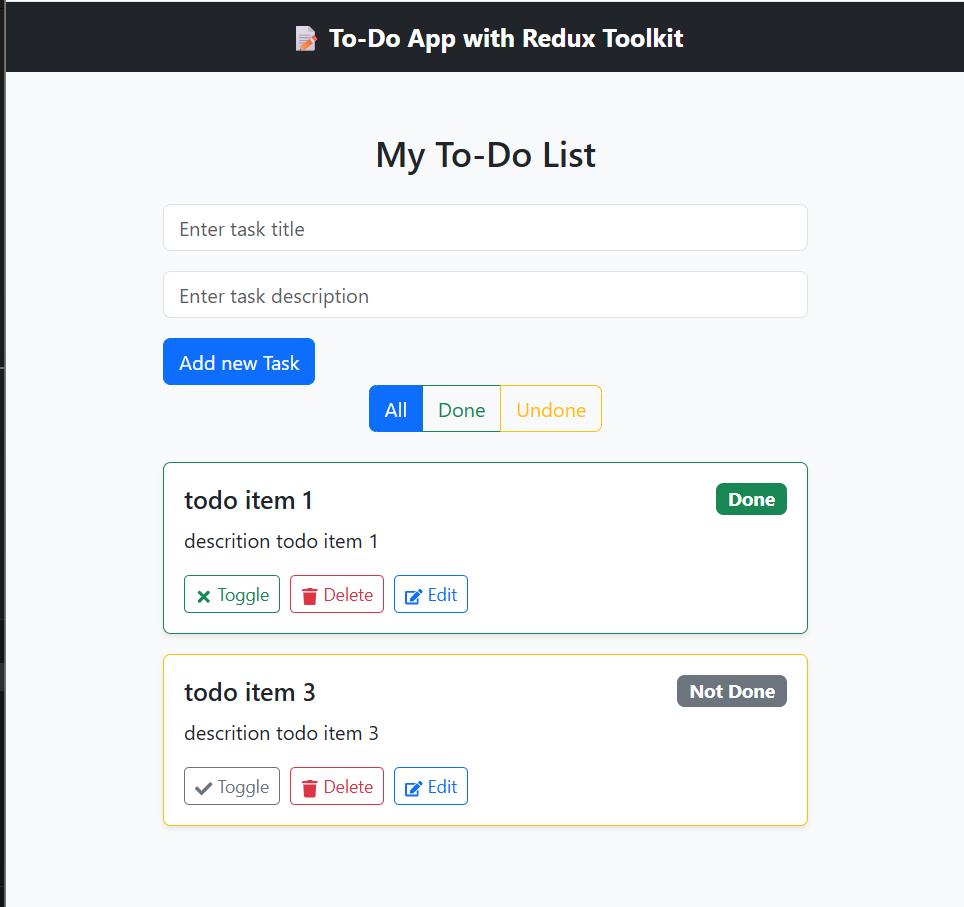 📝 To-Do App with Redux Toolkit
My To-Do List
Enter task title
Enter task description
Add new Task
All Done Undone
todo item 1 Done
descrition todo item 1
Toggle Delete Edit
todo item 3 Not Done
descrition todo item 3
Toggle Delete Edit